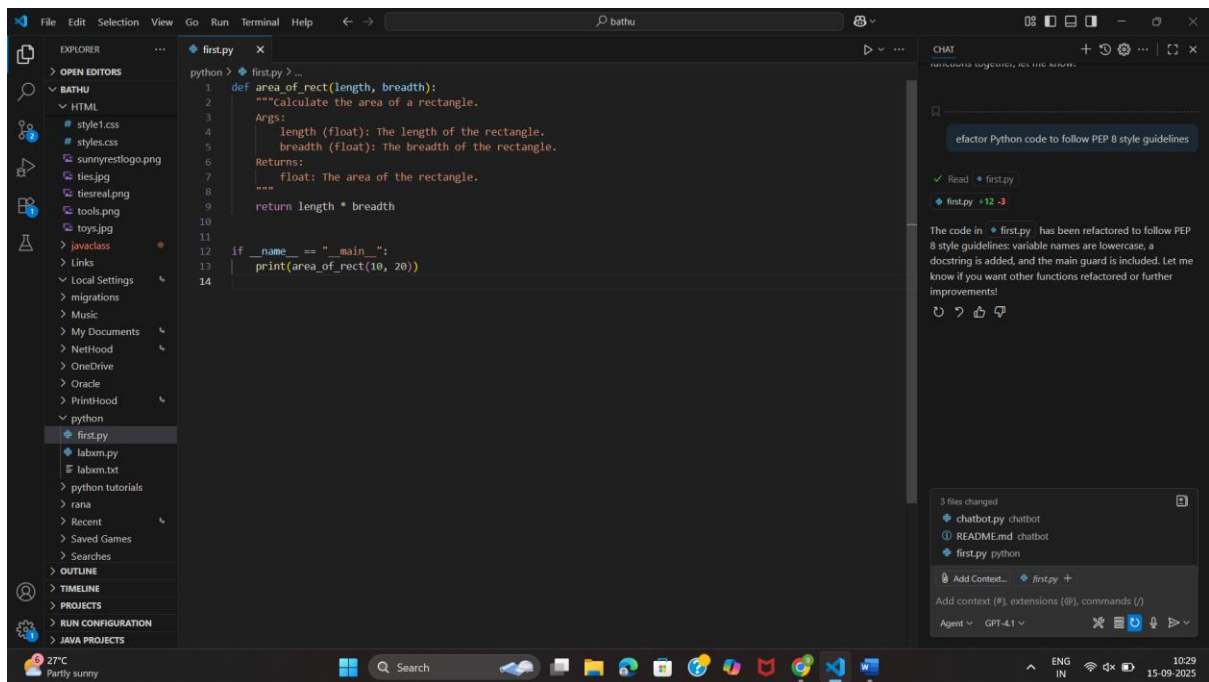 File Edit Selection View Go Run Terminal Help
bathu
EXPLORER
OPEN EDITORS
BATHU
HTML
style1.css
styles.css
sunnyrestlogo.png
ties.jpg
tiesreal.png
tools.png
toys.jpg
javaclass
Links
Local Settings
migrations
Music
My Documents
NetHood
OneDrive
Oracle
PrintHood
python
first.py
labxm.py
labxm.txt
python tutorials
rana
Recent
Saved Games
Searches
OUTLINE
TIMELINE
PROJECTS
RUN CONFIGURATION
JAVA PROJECTS
2
1
1
first.py
python > first.py > ...
1 def area_of_rect(length, breadth):
2 """Calculate the area of a rectangle.
3 Args:
4 length (float): The length of the rectangle.
5 breadth (float): The breadth of the rectangle.
6 Returns:
7 float: The area of the rectangle.
8 """
9 return length * breadth
10
11
12 if __name__ == "__main__":
13 print(area_of_rect(10, 20))
14
CHAT
functions together, let me know.
efactor Python code to follow PEP 8 style guidelines
Read first.py
first.py +12 -3
The code in first.py has been refactored to follow PEP
8 style guidelines: variable names are lowercase, a
docstring is added, and the main guard is included. Let me
know if you want other functions refactored or further
improvements!
3 files changed
chatbot.py chatbot
README.md chatbot
first.py python
Add Context... first.py
Add context (#), extensions (@), commands (/)
Agent GPT-4.1
6
27°C
Partly sunny
Search
ENG
IN
10:29
15-09-2025